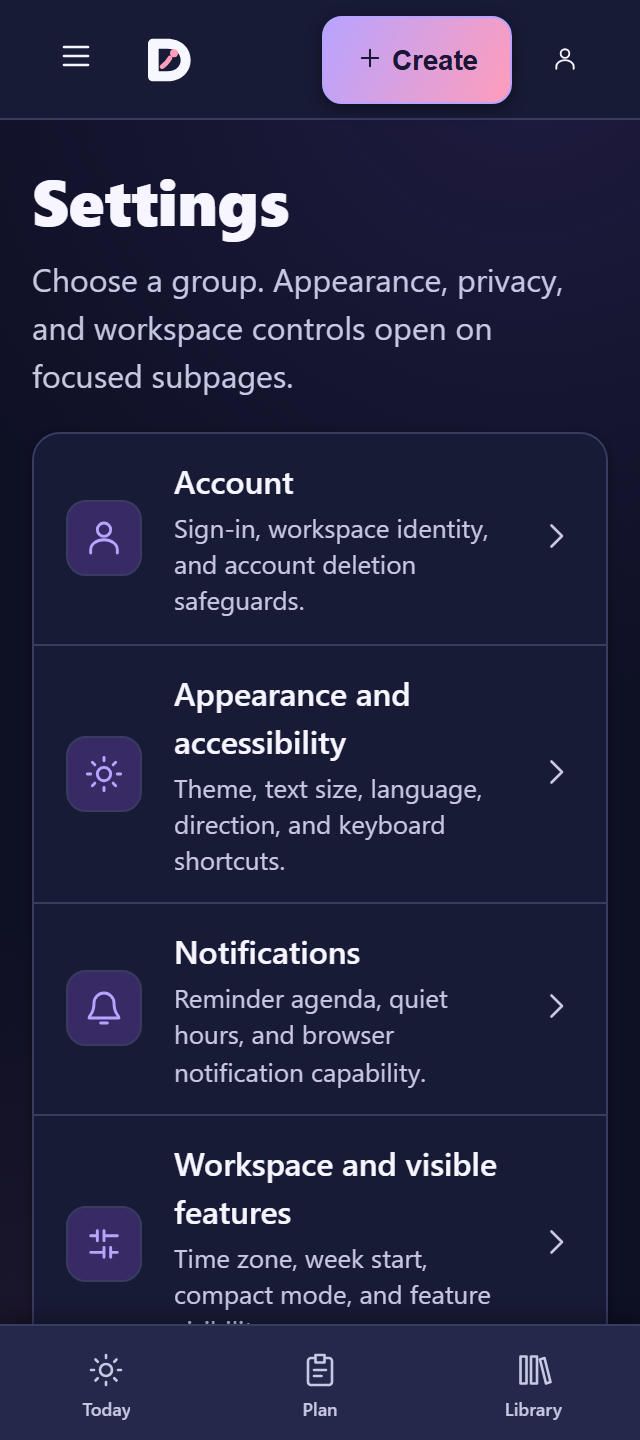 Create
Settings
Choose a group. Appearance, privacy,
and workspace controls open on
focused subpages.
Account
Sign-in, workspace identity,
and account deletion
safeguards.
Appearance and
accessibility
Theme, text size, language,
direction, and keyboard
shortcuts.
Notifications
Reminder agenda, quiet
hours, and browser
notification capability.
Workspace and visible
features
Time zone, week start,
compact mode, and feature
Today
Plan
Library